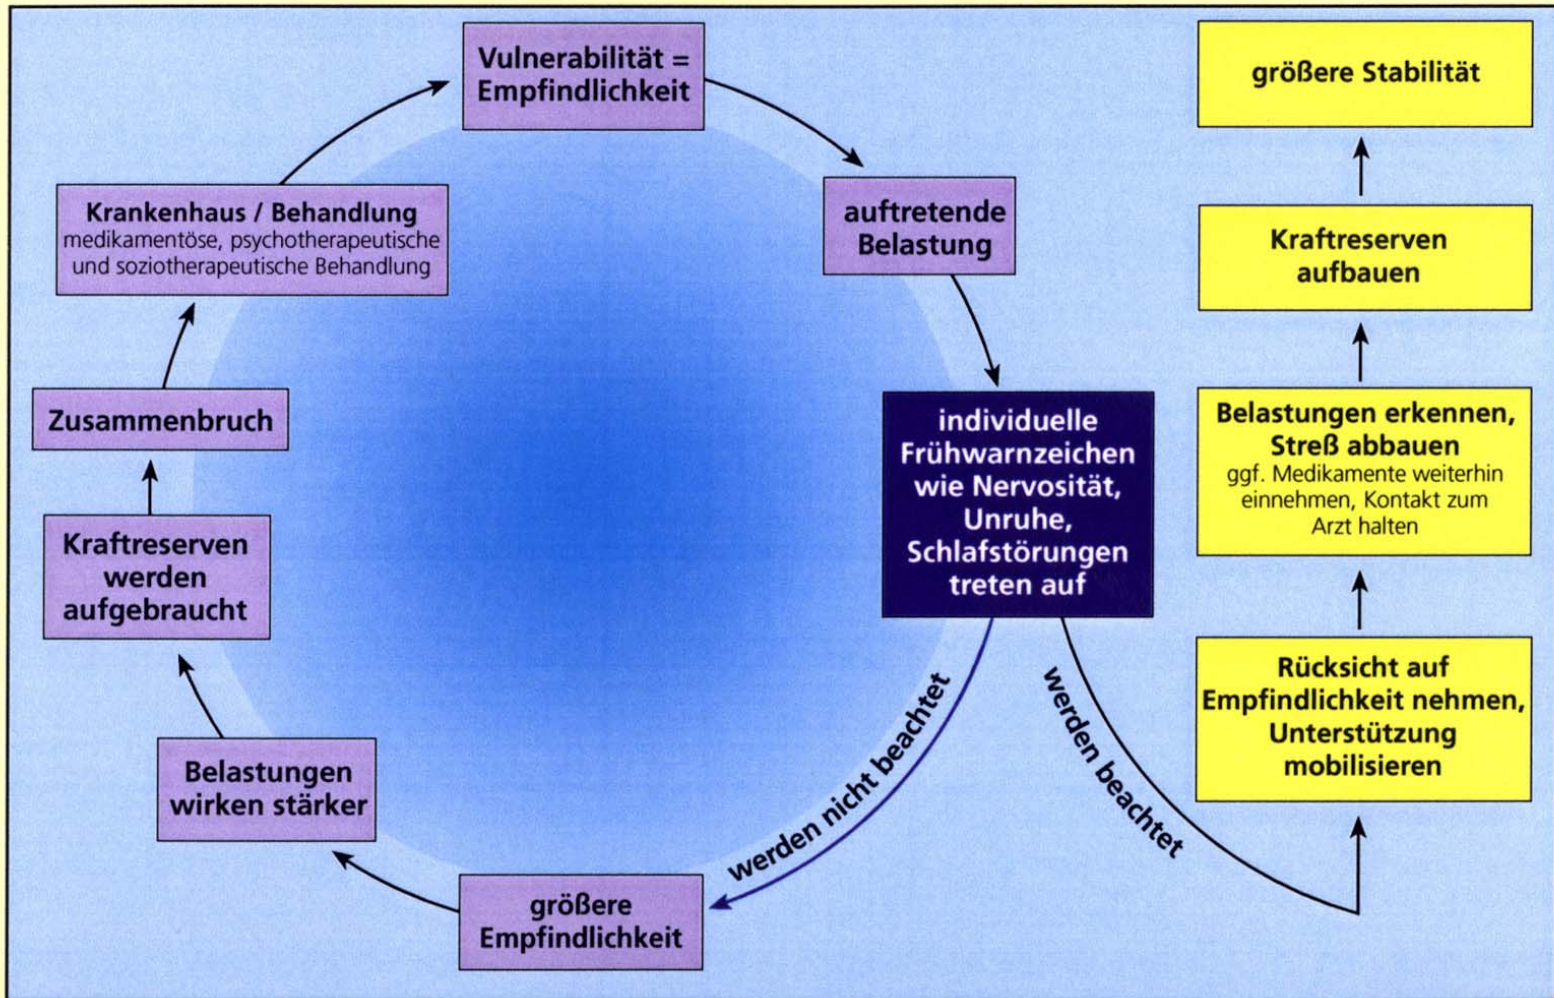 Vulnerabilität =
Empfindlichkeit
auftretende
Belastung
individuelle
Frühwarnzeichen
wie Nervosität,
Unruhe,
Schlafstörungen
treten auf
werden nicht beachtet
größere
Empfindlichkeit
Belastungen
wirken stärker
Kraftreserven
werden
aufgebraucht
Zusammenbruch
Krankenhaus / Behandlung
medikamentöse, psychotherapeutische
und soziotherapeutische Behandlung
werden beachtet
Rücksicht auf
Empfindlichkeit nehmen,
Unterstützung
mobilisieren
Belastungen erkennen,
Streß abbauen
ggf. Medikamente weiterhin
einnehmen, Kontakt zum
Arzt halten
Kraftreserven
aufbauen
größere Stabilität